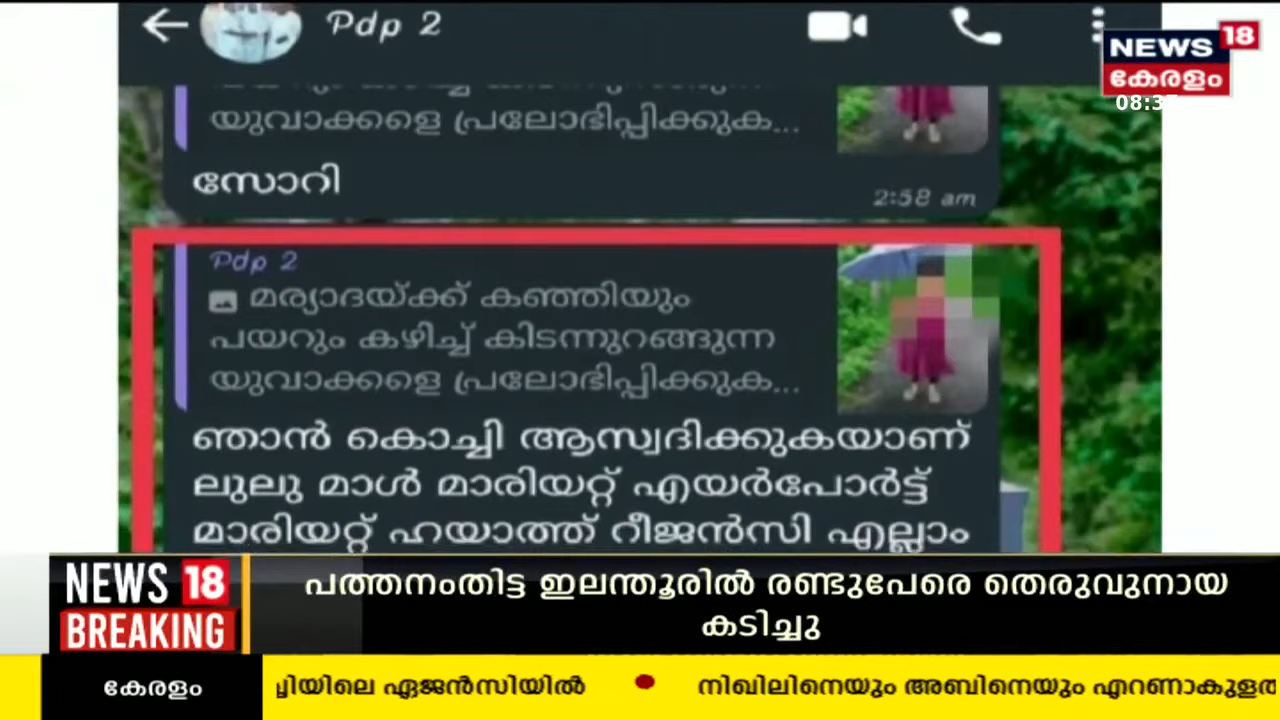 Pdp 2
NEWS 18
കേരളം
യുവാക്കളെ പ്രലോഭിപ്പിക്കുക...
സോറി
2:58 am
Pdp 2
മര്യാദയ്ക്ക് കഞ്ഞിയും
പയറും കഴിച്ച് കിടന്നുറങ്ങുന്ന
യുവാക്കളെ പ്രലോഭിപ്പിക്കുക...
ഞാൻ കൊച്ചി ആസ്വദിക്കുകയാണ്
ലുലു മാൾ മാരിയറ്റ് എയർപോർട്ട്
മാരിയറ്റ് ഹയാത്ത് റീജൻസി എല്ലാം
NEWS 18
BREAKING
പത്തനംതിട്ട ഇലന്തൂരിൽ രണ്ടുപേരെ തെരുവുനായ
കടിച്ചു
കേരളം
ഏജൻസിയിൽ • നിഖിലിനെയും അബിനെയും